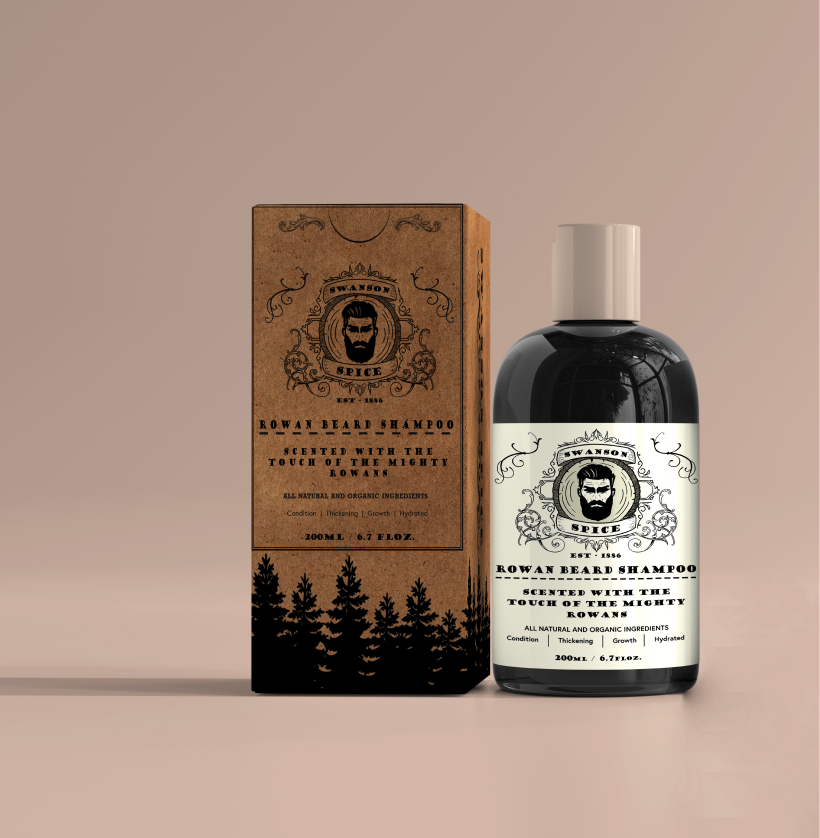 SWANSON
SPICE
EST - 1886
ROWAN BEARD SHAMPOO
SCENTED WITH THE
TOUCH OF THE MIGHTY
ROWANS
ALL NATURAL AND ORGANIC INGREDIENTS
Condition | Thickening | Growth | Hydrated
200ML / 6.7 FLOZ.
SWANSON
SPICE
EST - 1886
ROWAN BEARD SHAMPOO
SCENTED WITH THE
TOUCH OF THE MIGHTY
ROWANS
ALL NATURAL AND ORGANIC INGREDIENTS
Condition | Thickening | Growth | Hydrated
200ML / 6.7FLOZ.